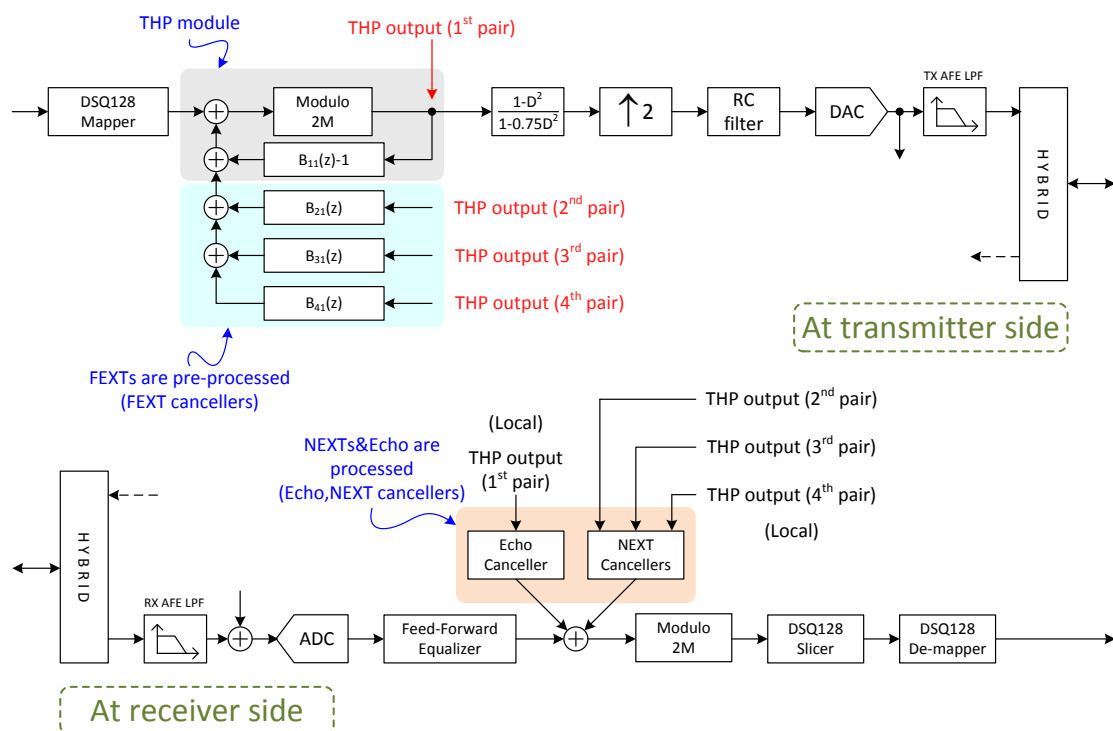 THP module
THP output (1st pair)
DSQ128
Mapper
Modulo
2M
1-D²
1-0.75D²
↑2
RC
filter
DAC
TX AFE LPF
HYBRID
B11(z)-1
B21(z)
THP output (2nd pair)
B31(z)
THP output (3rd pair)
B41(z)
THP output (4th pair)
At transmitter side
FEXTs are pre-processed
(FEXT cancellers)
THP output (2nd pair)
(Local)
NEXTs&Echo are
processed
(Echo,NEXT cancellers)
THP output
(1st pair)
THP output (3rd pair)
THP output (4th pair)
(Local)
Echo
Canceller
NEXT
Cancellers
HYBRID
RX AFE LPF
ADC
Feed-Forward
Equalizer
Modulo
2M
DSQ128
Slicer
DSQ128
De-mapper
At receiver side